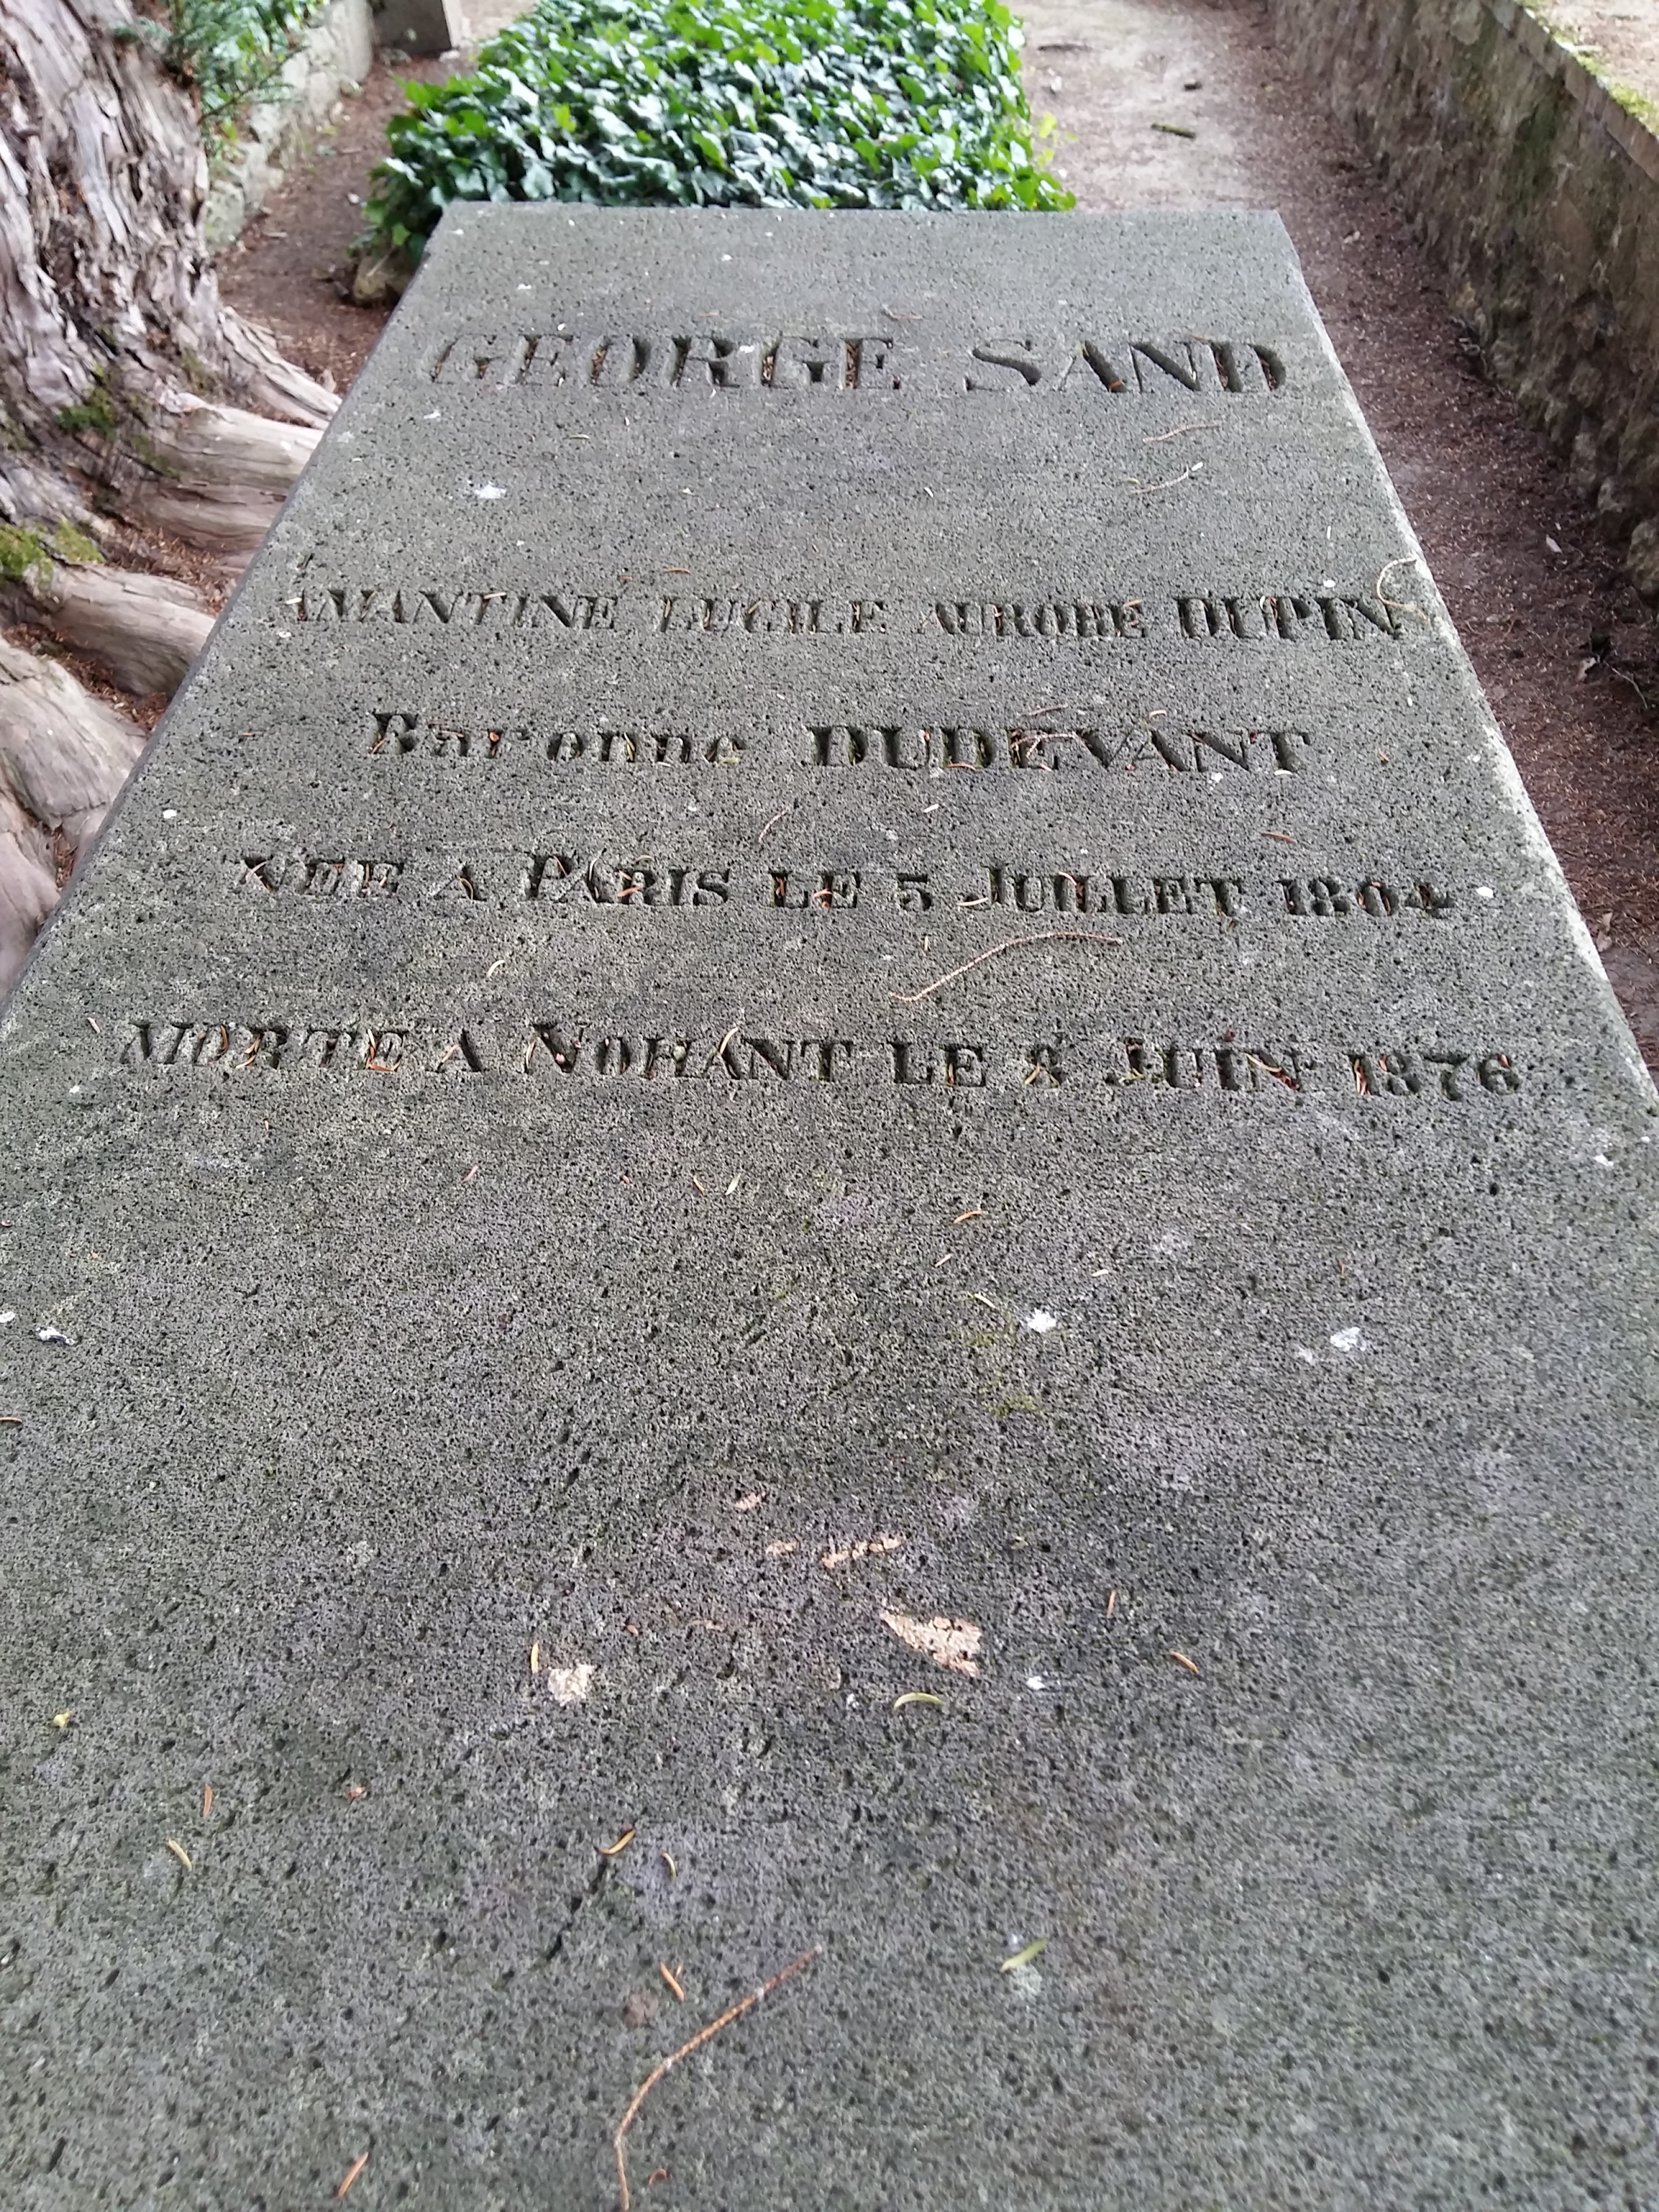 GEORGE SAND
AMANTINE LUCILE AURORE DUPIN
Baronne DUDEVANT
NÉE A PARIS LE 5 JUILLET 1804
MORTE A NOHANT LE 8 JUIN 1876